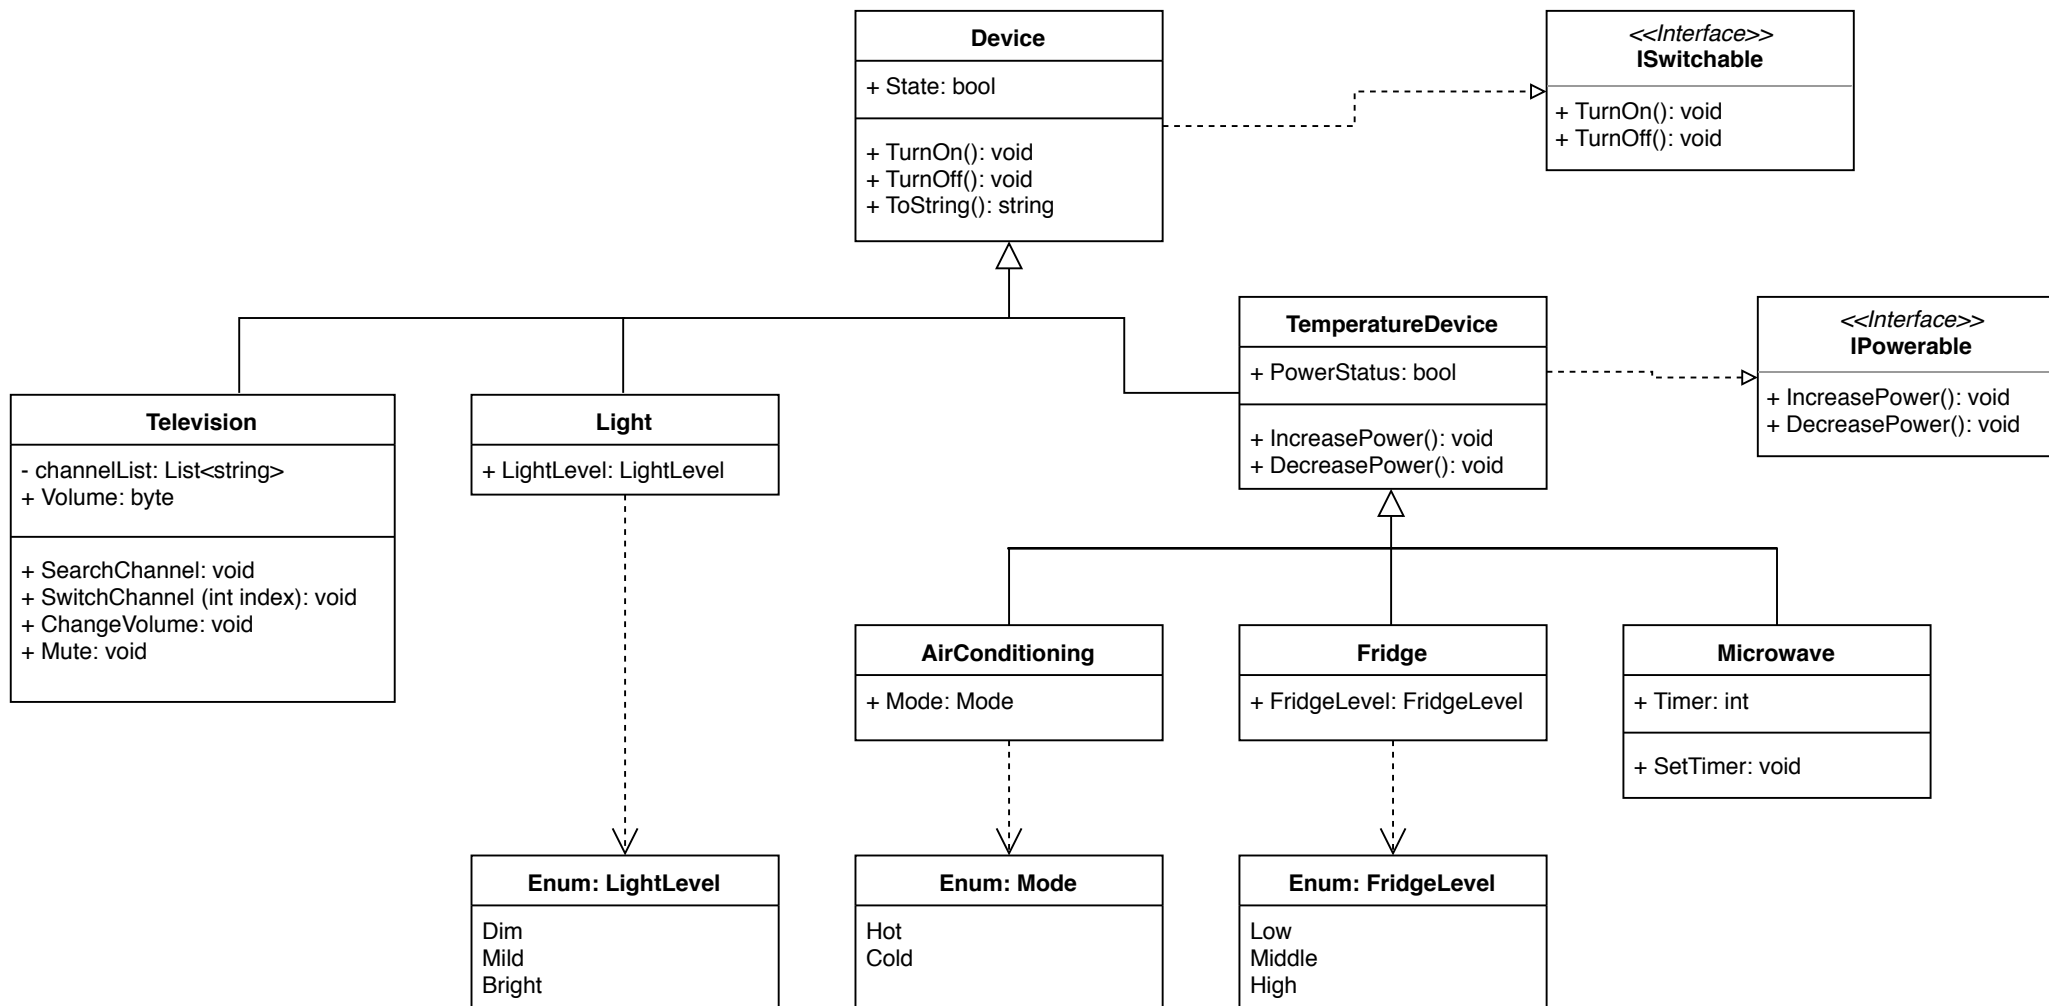 Device
+ State: bool
+ TurnOn(): void
+ TurnOff(): void
+ ToString(): string
<<Interface>>
ISwitchable
+ TurnOn(): void
+ TurnOff(): void
TemperatureDevice
+ PowerStatus: bool
+ IncreasePower(): void
+ DecreasePower(): void
<<Interface>>
IPowerable
+ IncreasePower(): void
+ DecreasePower(): void
Television
- channelList: List<string>
+ Volume: byte
+ SearchChannel: void
+ SwitchChannel (int index): void
+ ChangeVolume: void
+ Mute: void
Light
+ LightLevel: LightLevel
AirConditioning
+ Mode: Mode
Fridge
+ FridgeLevel: FridgeLevel
Microwave
+ Timer: int
+ SetTimer: void
Enum: LightLevel
Dim
Mild
Bright
Enum: Mode
Hot
Cold
Enum: FridgeLevel
Low
Middle
High